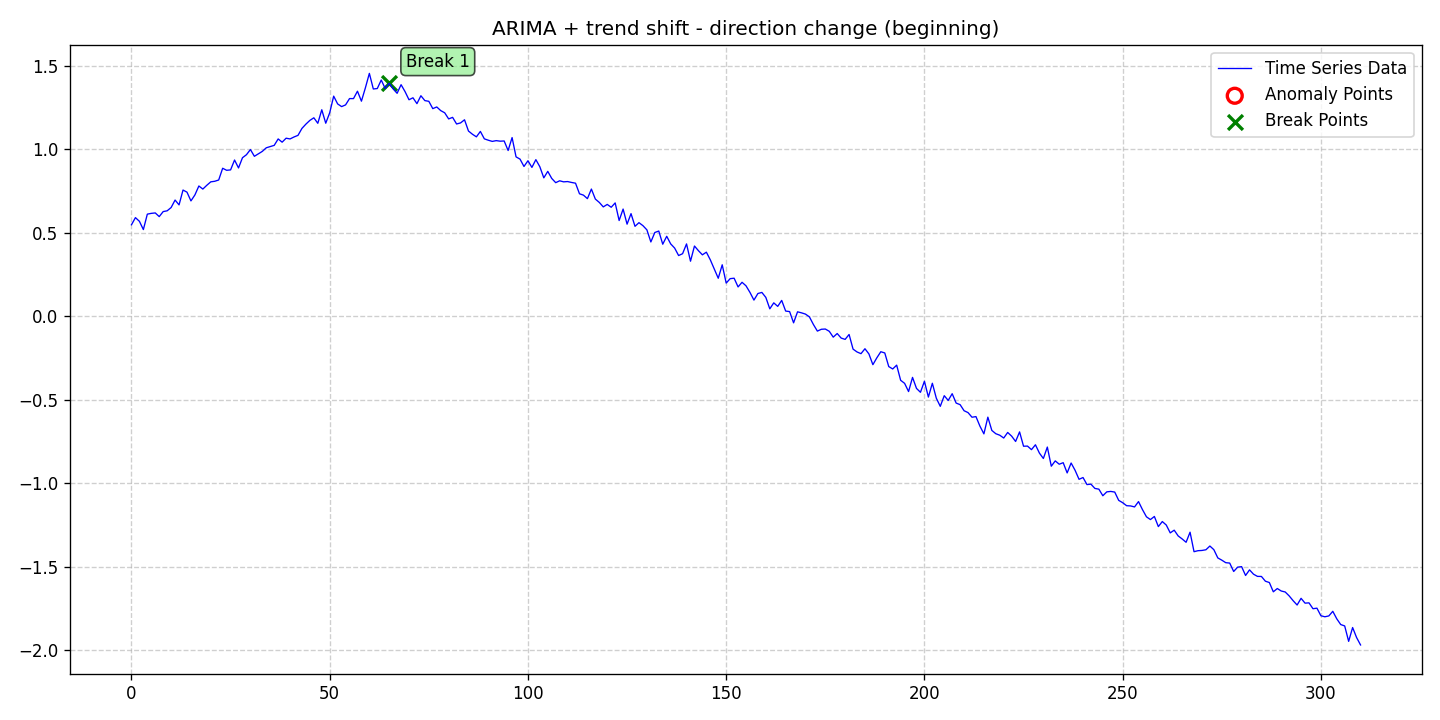 ARIMA + trend shift - direction change (beginning)
Break 1
Time Series Data
Anomaly Points
Break Points
1.5
1.0
0.5
0.0
−0.5
−1.0
−1.5
−2.0
0 50 100 150 200 250 300